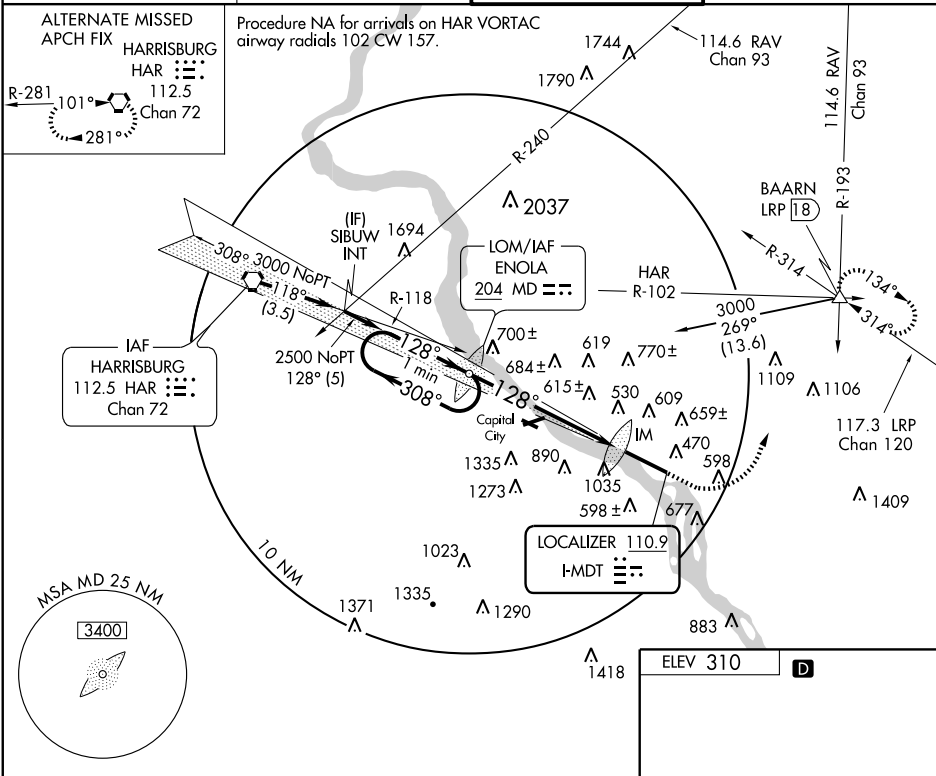 ALTERNATE MISSED
APCH FIX
HARRISBURG
HAR
112.5
Chan 72
R-281
101°
281°
Procedure NA for arrivals on HAR VORTAC
airway radials 102 CW 157.
1744
1790
114.6 RAV
Chan 93
R-240
114.6 RAV
Chan 93
R-193
2037
BAARN
LRP 18
R-314
134°
314°
(IF)
SIBUW
INT
1694
LOM/IAF
ENOLA
204 MD
HAR
R-102
3000
269°
(13.6)
308° 3000 NoPT
118°
(3.5)
R-118
IAF
HARRISBURG
112.5 HAR
Chan 72
2500 NoPT
128° (5)
128°
1 min
308°
128°
700±
684±
619
770±
615±
530
609
659±
1109
1106
117.3 LRP
Chan 120
Capital
City
IM
470
598
1335
890
1273
1035
598±
677
1409
LOCALIZER 110.9
I-MDT
10 NM
1023
1335
1290
1371
883
1418
MSA MD 25 NM
3400
ELEV 310
D